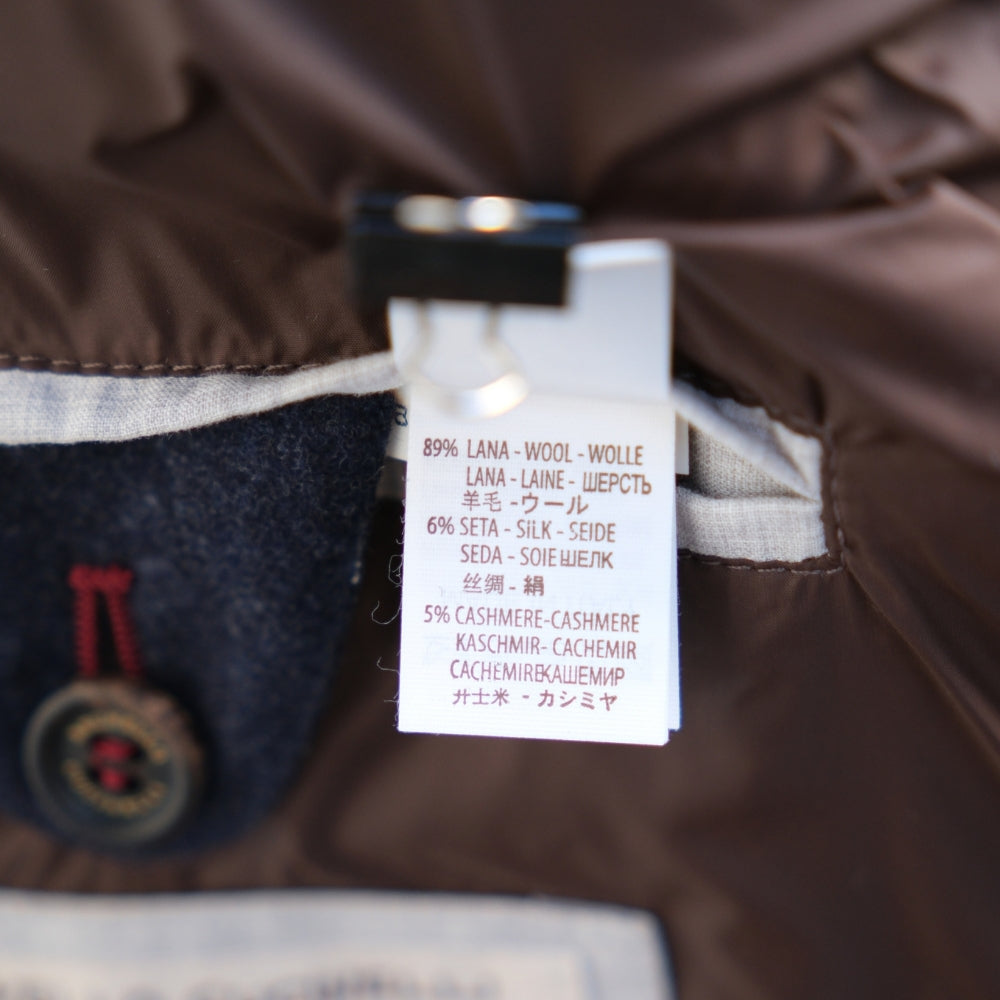 89% LANA - WOOL - WOLLE
LANA - LAINE - ШЕРСТЬ
羊毛 - ウール
6% SETA - SiLK - SEIDE
SEDA - SOIEШЕЛК
丝绸 - 絹
5% CASHMERE-CASHMERE
KASCHMIR- CACHEMIR
CACHEMIREКАШЕМИР
廾士米 - カシミヤ